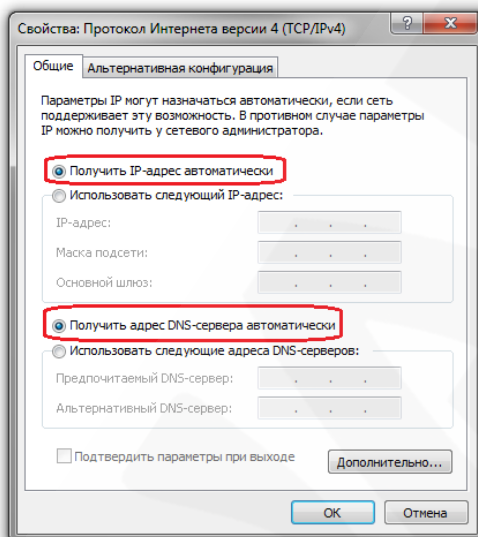 Свойства: Протокол Интернета версии 4 (TCP/IPv4)
Общие
Альтернативная конфигурация
Параметры IP могут назначаться автоматически, если сеть
поддерживает эту возможность. В противном случае параметры
IP можно получить у сетевого администратора.
Получить IP-адрес автоматически
Использовать следующий IP-адрес:
IP-адрес:
Маска подсети:
Основной шлюз:
Получить адрес DNS-сервера автоматически
Использовать следующие адреса DNS-серверов:
Предпочитаемый DNS-сервер:
Альтернативный DNS-сервер:
Подтвердить параметры при выходе
Дополнительно...
ОК
Отмена